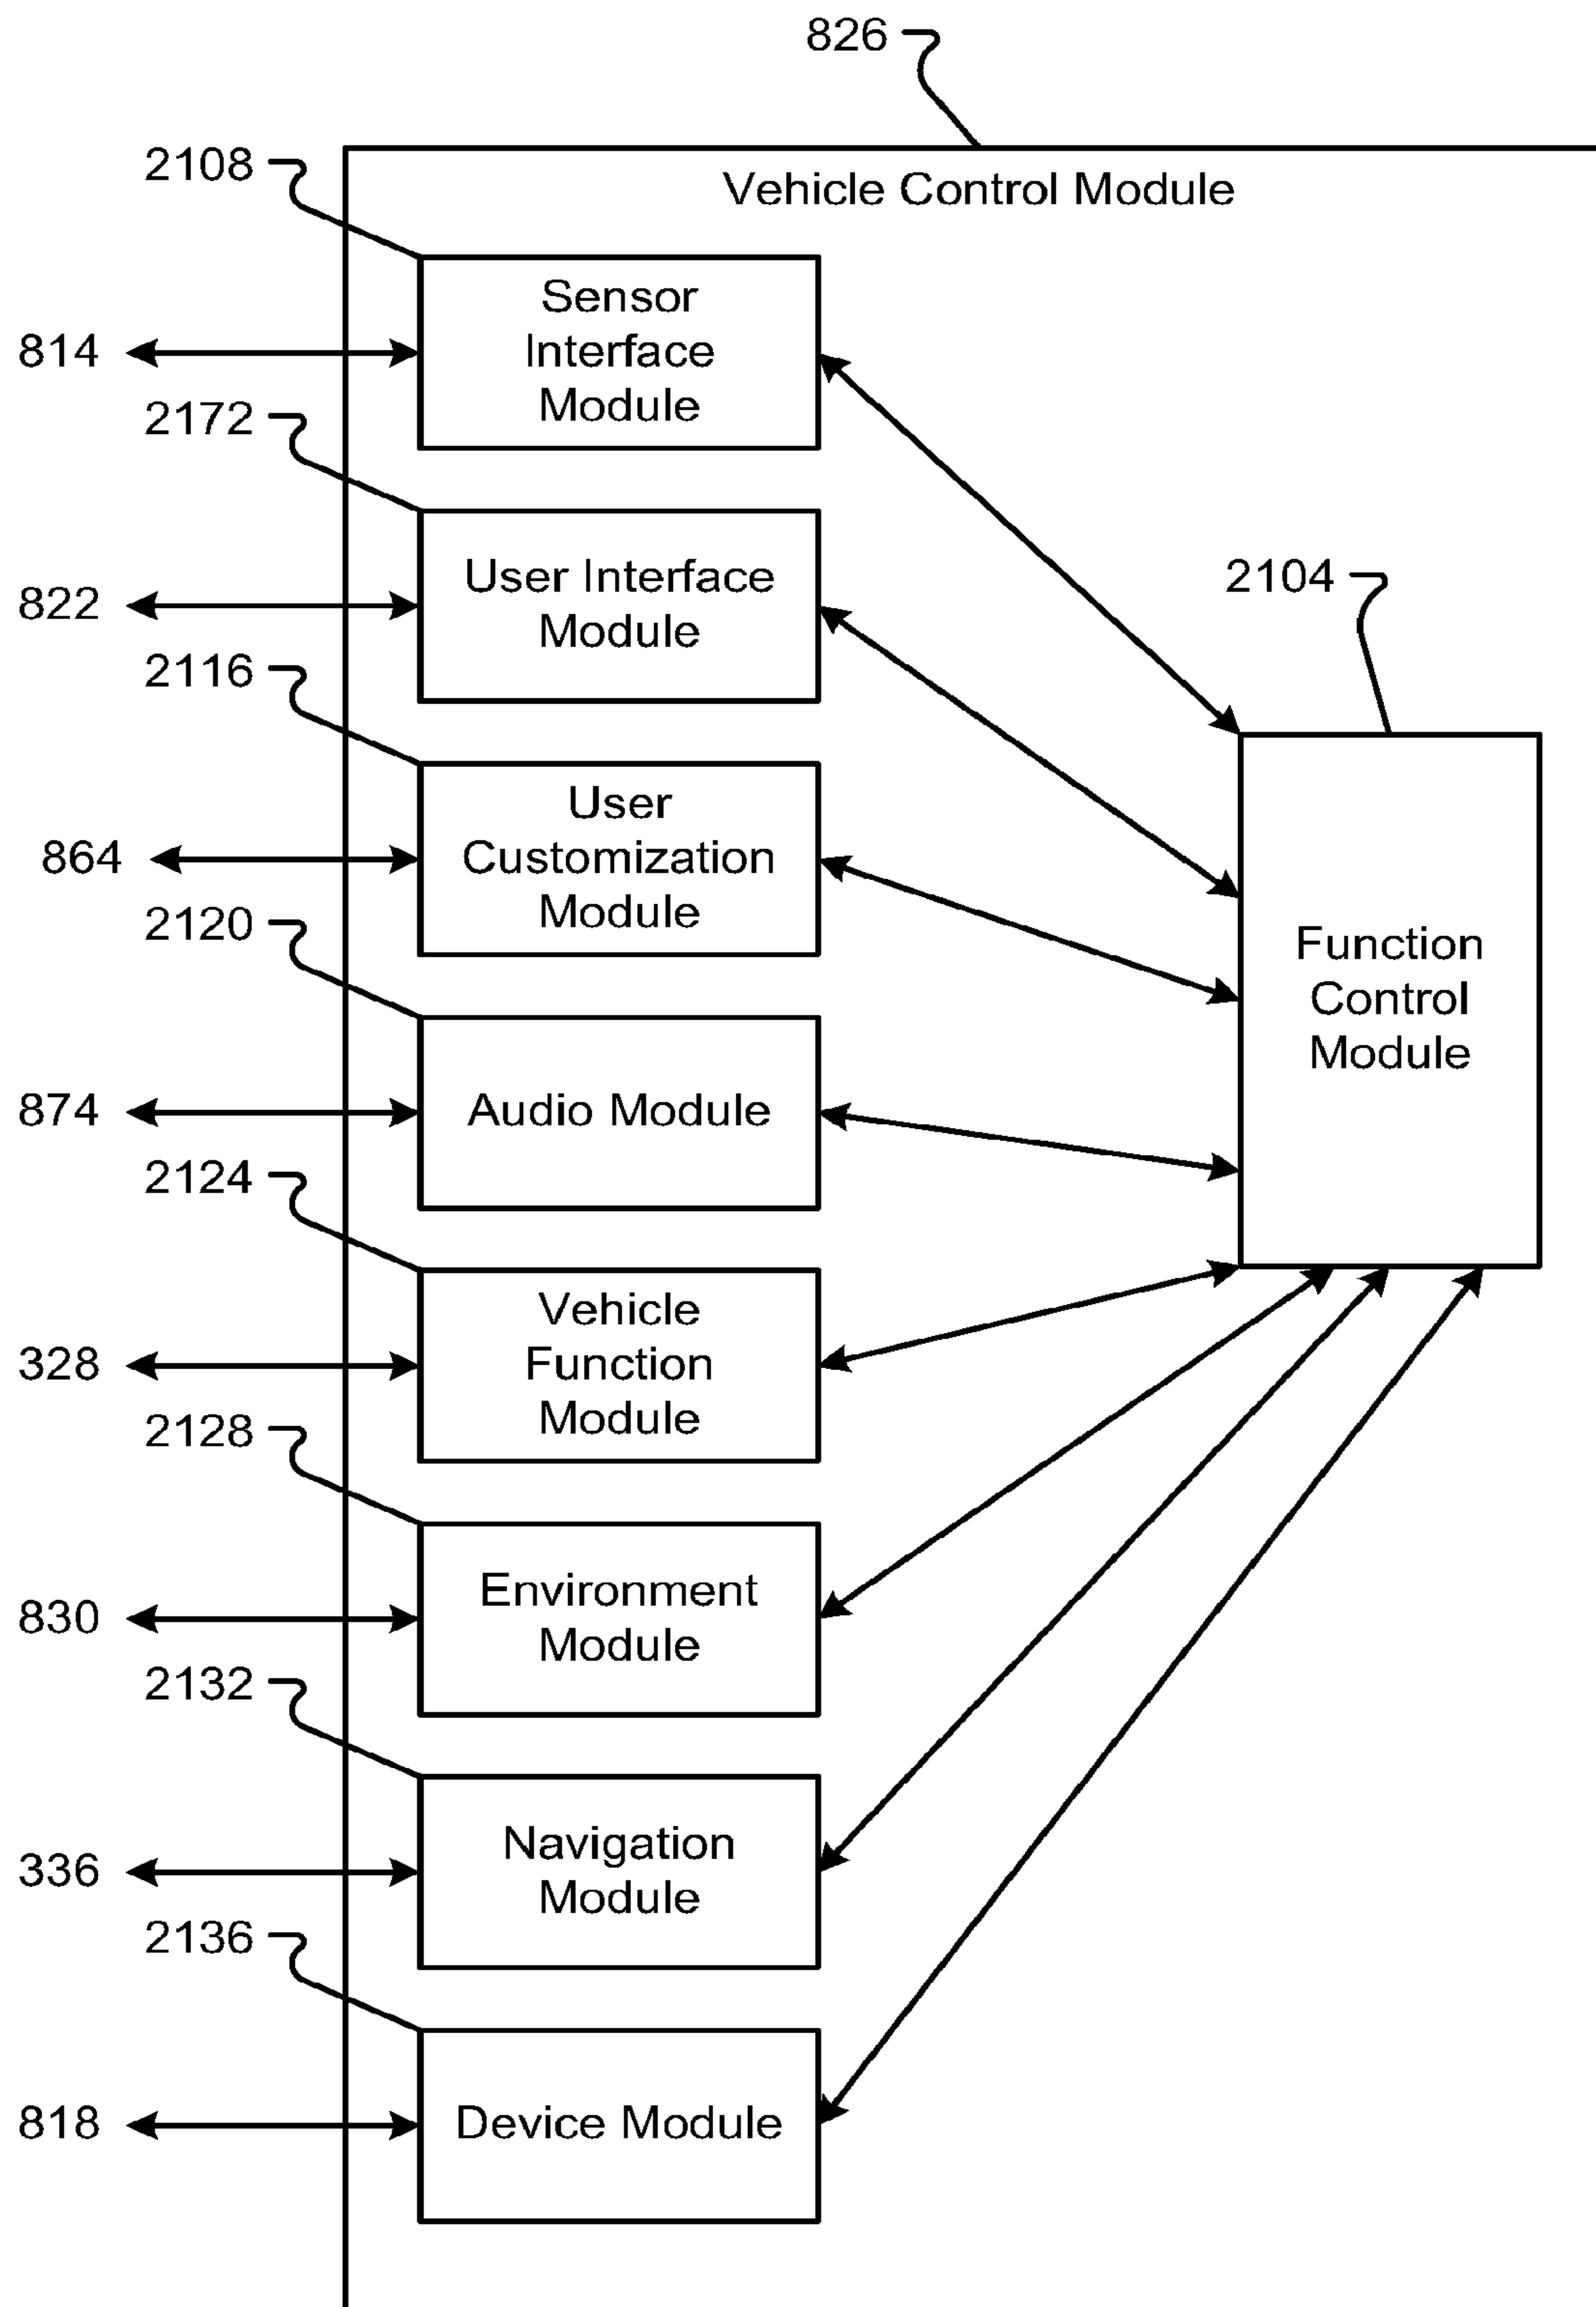 826
Vehicle Control Module
2108
Sensor
Interface
Module
814
2172
User Interface
Module
822
2104
2116
User
Customization
Module
864
Function
Control
Module
2120
Audio Module
874
2124
Vehicle
Function
Module
328
2128
Environment
Module
830
2132
Navigation
Module
336
2136
Device Module
818